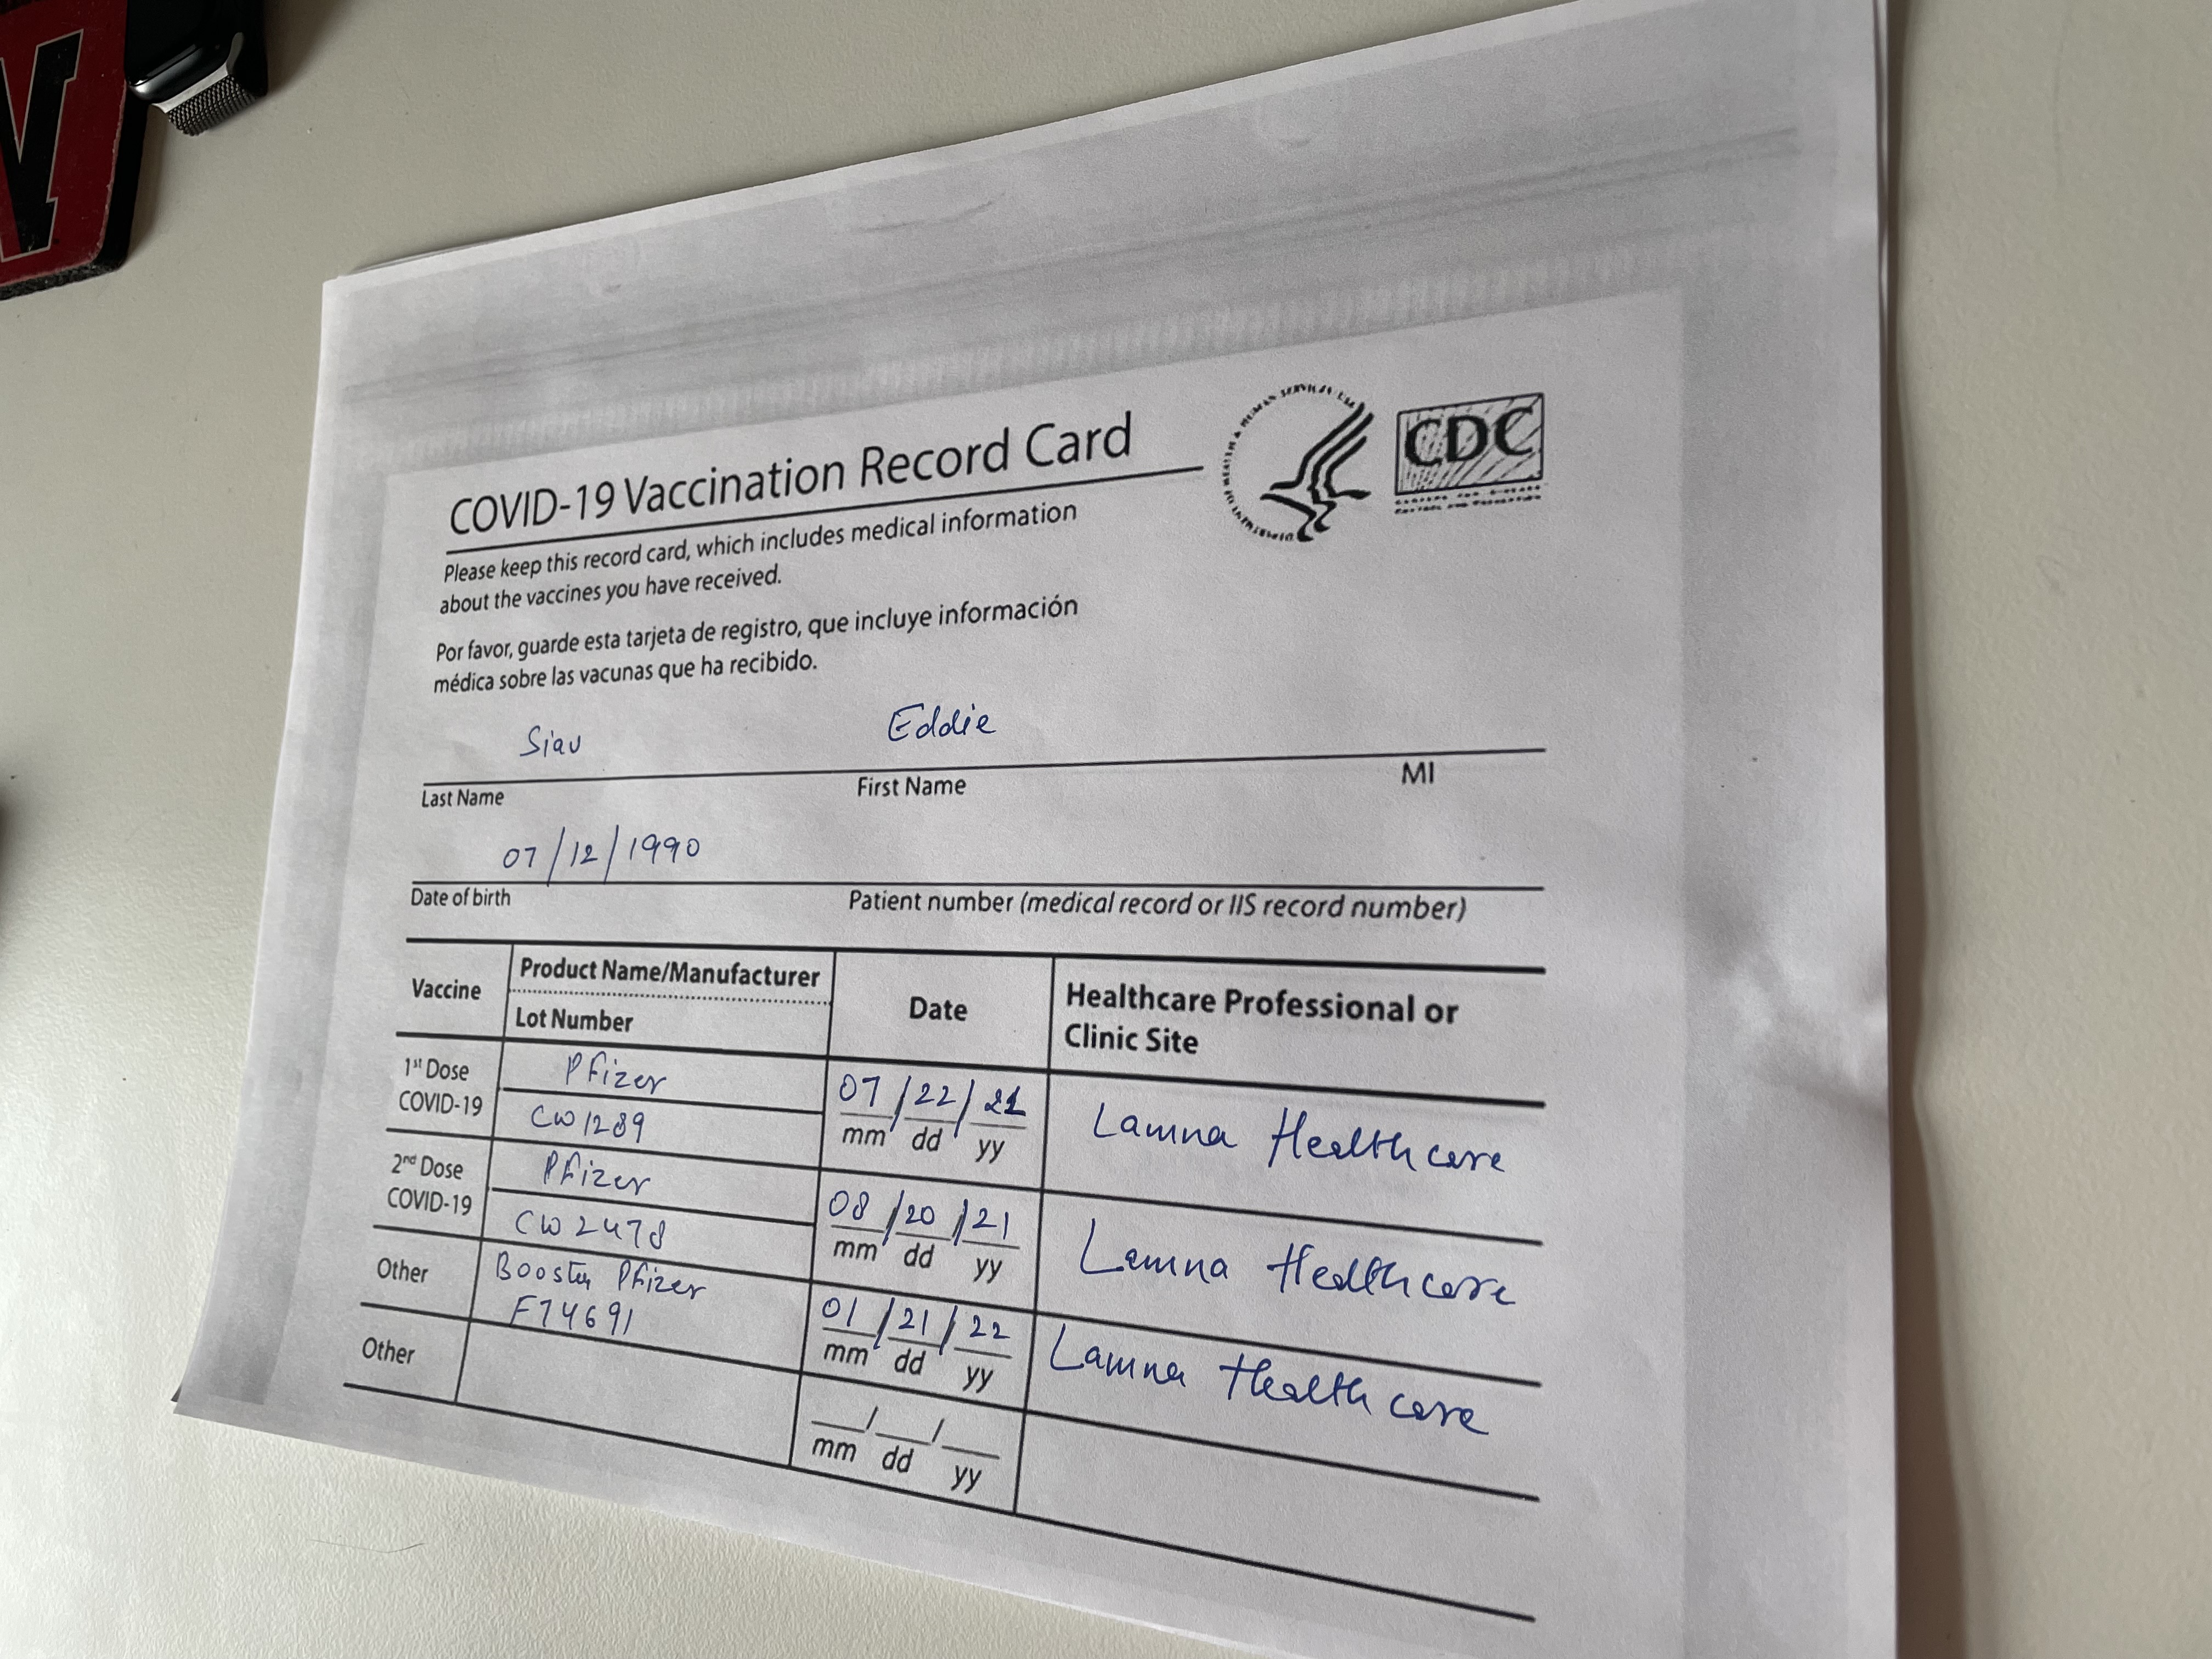 COVID-19 Vaccination Record Card
CDC
Please keep this record card, which includes medical information
about the vaccines you have received.
Por favor, guarde esta tarjeta de registro, que incluye información
médica sobre las vacunas que ha recibido.
Siau Eddie
Last Name First Name MI
07/12/1990
Date of birth Patient number (medical record or IIS record number)
Vaccine
Product Name/Manufacturer
Lot Number
Date
Healthcare Professional or
Clinic Site
1st Dose
COVID-19
Pfizer
CW1289
07/22/21
mm dd yy
Lamna Healthcare
2nd Dose
COVID-19
Pfizer
CW2478
08/20/21
mm dd yy
Lamna Healthcare
Other
Booster Pfizer
F74691
01/21/22
mm dd yy
Lamna Healthcare
Other
__/__/__
mm dd yy